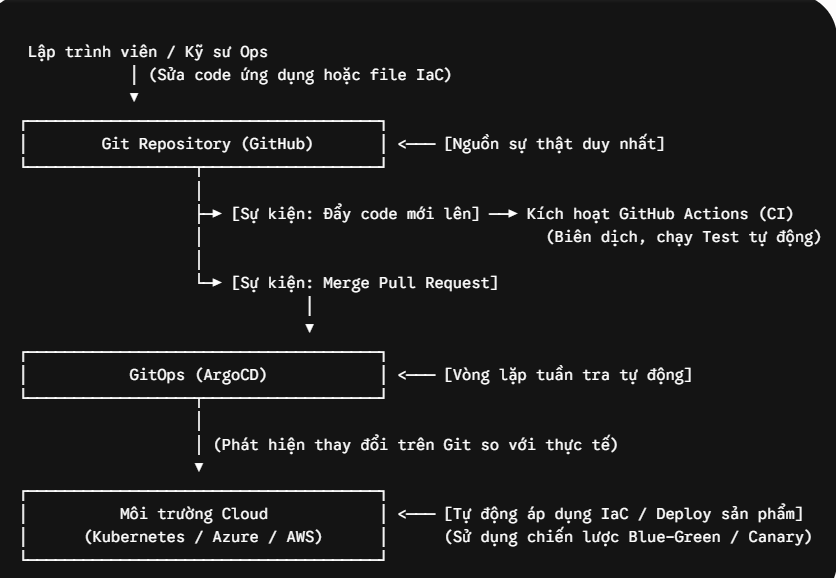 Lập trình viên / Kỹ sư Ops
(Sửa code ứng dụng hoặc file IaC)
Git Repository (GitHub) <—— [Nguồn sự thật duy nhất]
[Sự kiện: Đẩy code mới lên] ——► Kích hoạt GitHub Actions (CI)
(Biên dịch, chạy Test tự động)
[Sự kiện: Merge Pull Request]
GitOps (ArgoCD) <—— [Vòng lặp tuần tra tự động]
(Phát hiện thay đổi trên Git so với thực tế)
Môi trường Cloud <—— [Tự động áp dụng IaC / Deploy sản phẩm]
(Kubernetes / Azure / AWS) (Sử dụng chiến lược Blue-Green / Canary)